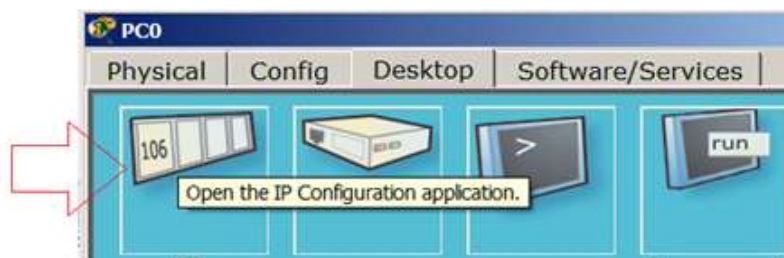 PC0
Physical Config Desktop Software/Services
106 > run
Open the IP Configuration application.